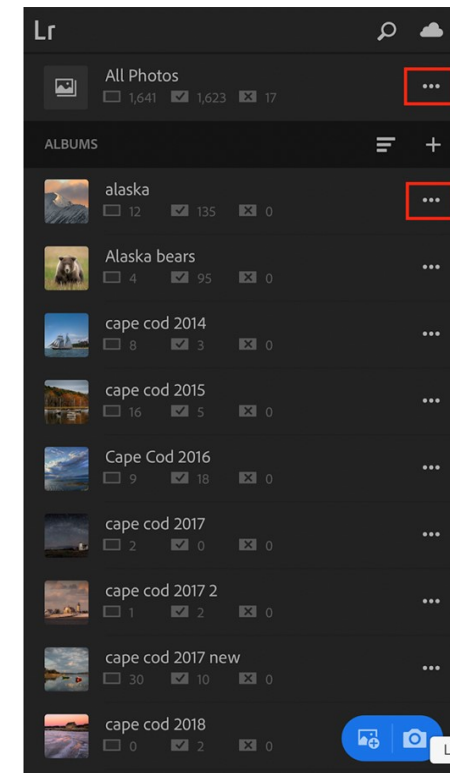 Lr
All Photos
1,641 1,623 17
ALBUMS
alaska
12 135 0
Alaska bears
4 95 0
cape cod 2014
8 3 0
cape cod 2015
16 5 0
Cape Cod 2016
9 18 0
cape cod 2017
2 0 0
cape cod 2017 2
1 2 0
cape cod 2017 new
30 10 0
cape cod 2018
0 2 0
L